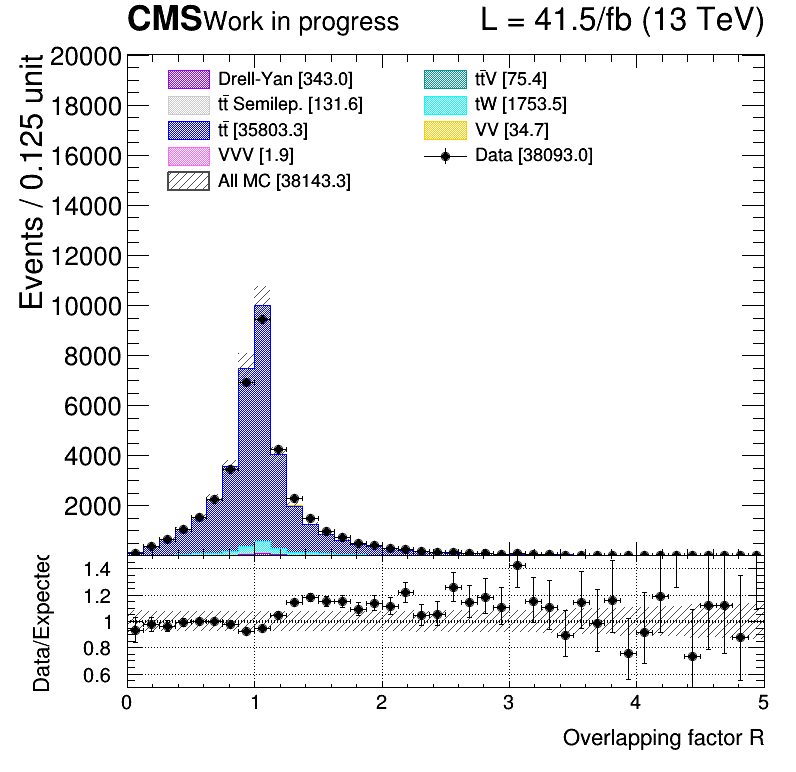 CMS Work in progress L = 41.5/fb (13 TeV)
Events / 0.125 unit
20000
18000
16000
14000
12000
10000
8000
6000
4000
2000
Drell-Yan [343.0]
tt̄ Semilep. [131.6]
tt̄ [35803.3]
VVV [1.9]
All MC [38143.3]
tt̄V [75.4]
tW [1753.5]
VV [34.7]
Data [38093.0]
Data/Expected
1.4
1.2
1
0.8
0.6
0 1 2 3 4 5
Overlapping factor R